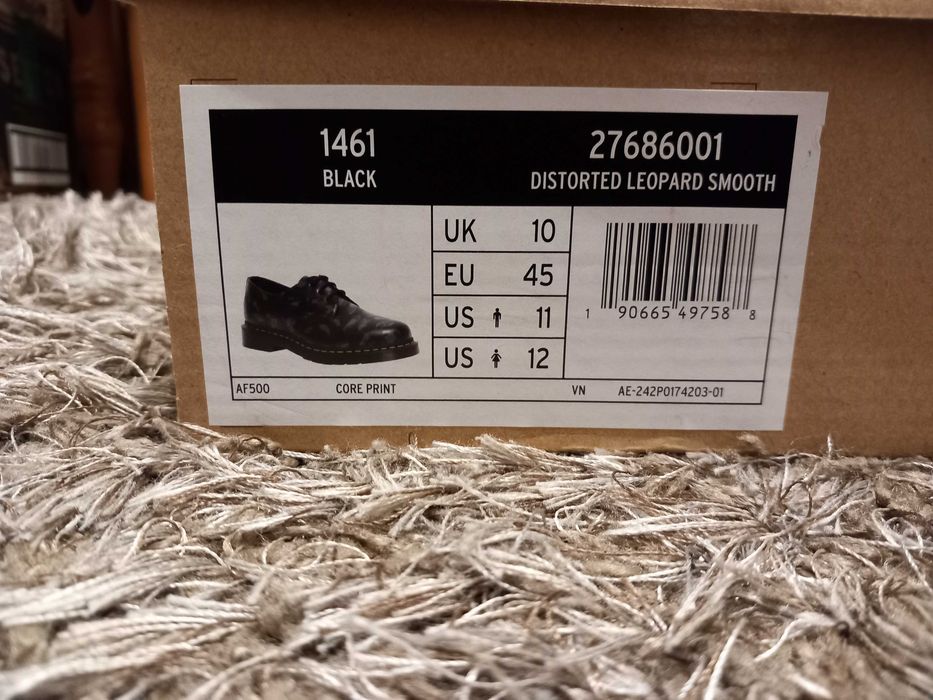 1461
BLACK
27686001
DISTORTED LEOPARD SMOOTH
UK 10
EU 45
US 11
US 12
1 90665 49758 8
AF500 CORE PRINT VN AE-242P0174203-01